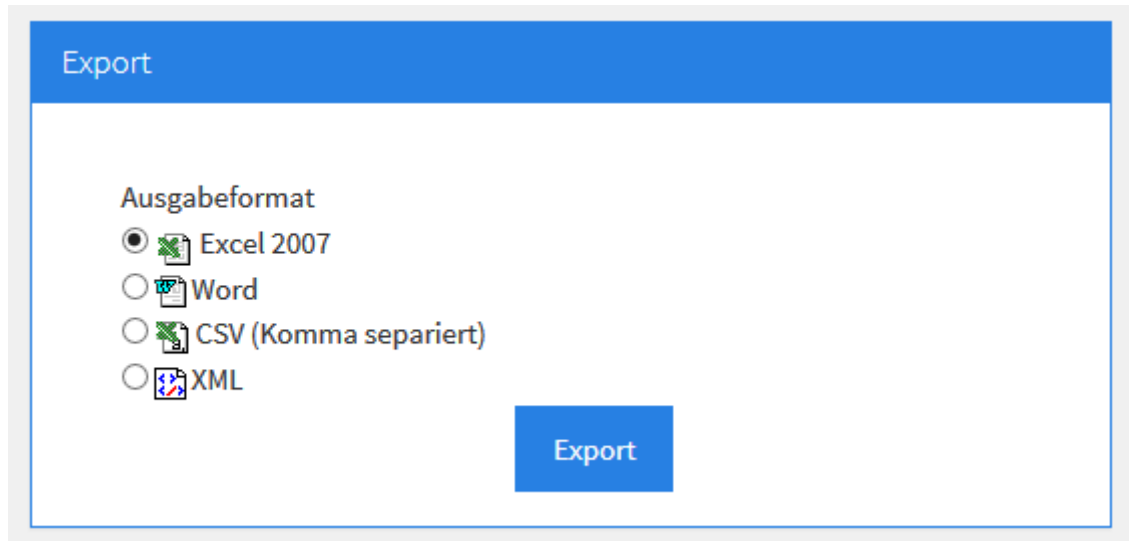 Export
Ausgabeformat
Excel 2007
Word
CSV (Komma separiert)
XML
Export